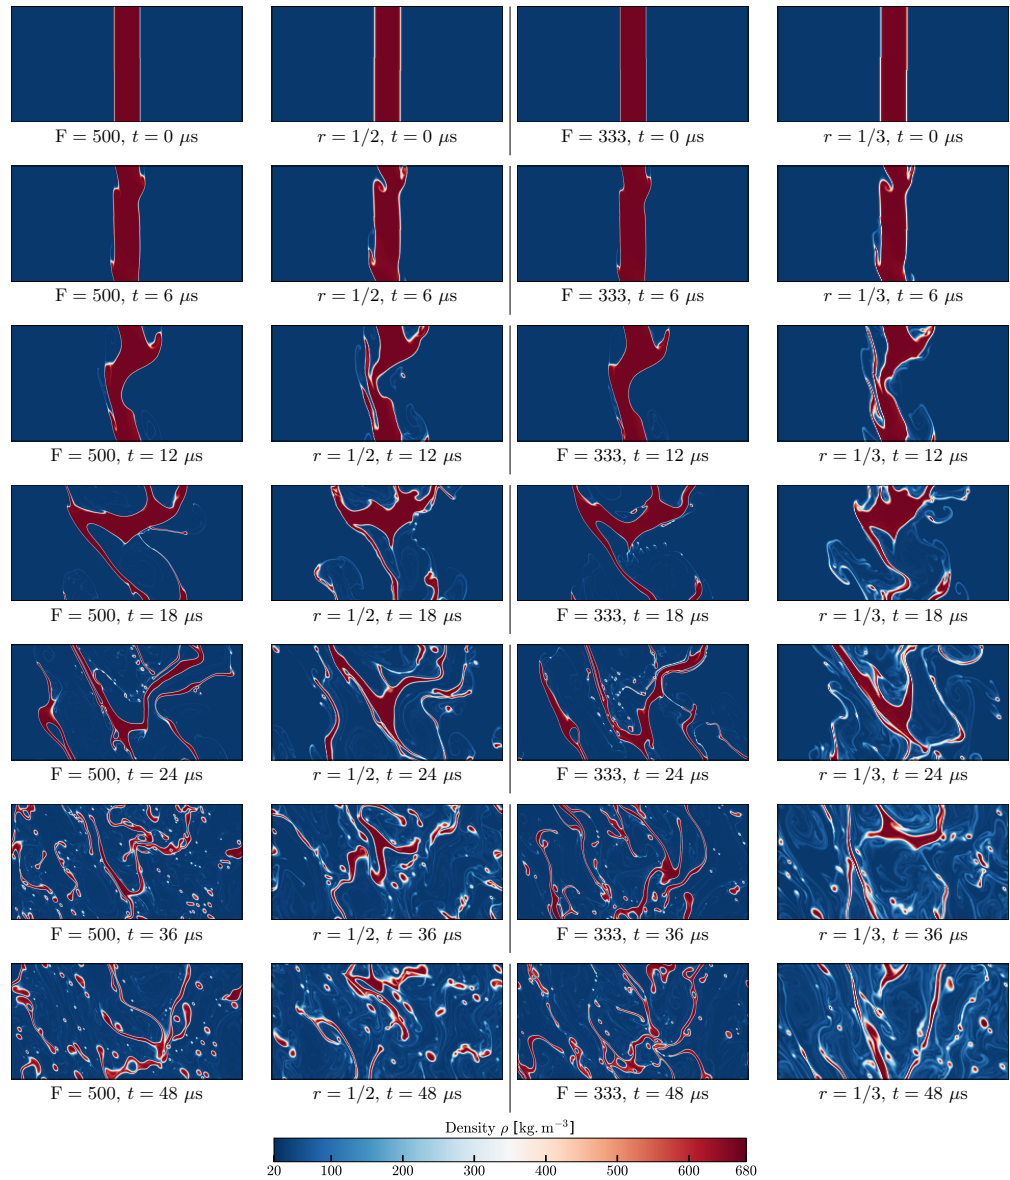 F = 500, t = 0 μs
r = 1/2, t = 0 μs
F = 333, t = 0 μs
r = 1/3, t = 0 μs
F = 500, t = 6 μs
r = 1/2, t = 6 μs
F = 333, t = 6 μs
r = 1/3, t = 6 μs
F = 500, t = 12 μs
r = 1/2, t = 12 μs
F = 333, t = 12 μs
r = 1/3, t = 12 μs
F = 500, t = 18 μs
r = 1/2, t = 18 μs
F = 333, t = 18 μs
r = 1/3, t = 18 μs
F = 500, t = 24 μs
r = 1/2, t = 24 μs
F = 333, t = 24 μs
r = 1/3, t = 24 μs
F = 500, t = 36 μs
r = 1/2, t = 36 μs
F = 333, t = 36 μs
r = 1/3, t = 36 μs
F = 500, t = 48 μs
r = 1/2, t = 48 μs
F = 333, t = 48 μs
r = 1/3, t = 48 μs
Density ρ [kg.m⁻³]
20 100 200 300 400 500 600 680